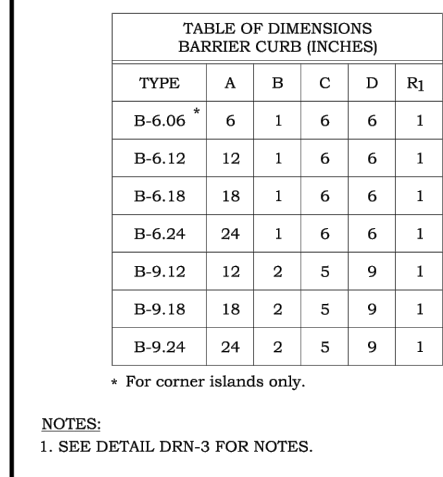 TABLE OF DIMENSIONS
BARRIER CURB (INCHES)
TYPE A B C D R1
B-6.06 * 6 1 6 6 1
B-6.12 12 1 6 6 1
B-6.18 18 1 6 6 1
B-6.24 24 1 6 6 1
B-9.12 12 2 5 9 1
B-9.18 18 2 5 9 1
B-9.24 24 2 5 9 1
* For corner islands only.
NOTES:
1. SEE DETAIL DRN-3 FOR NOTES.